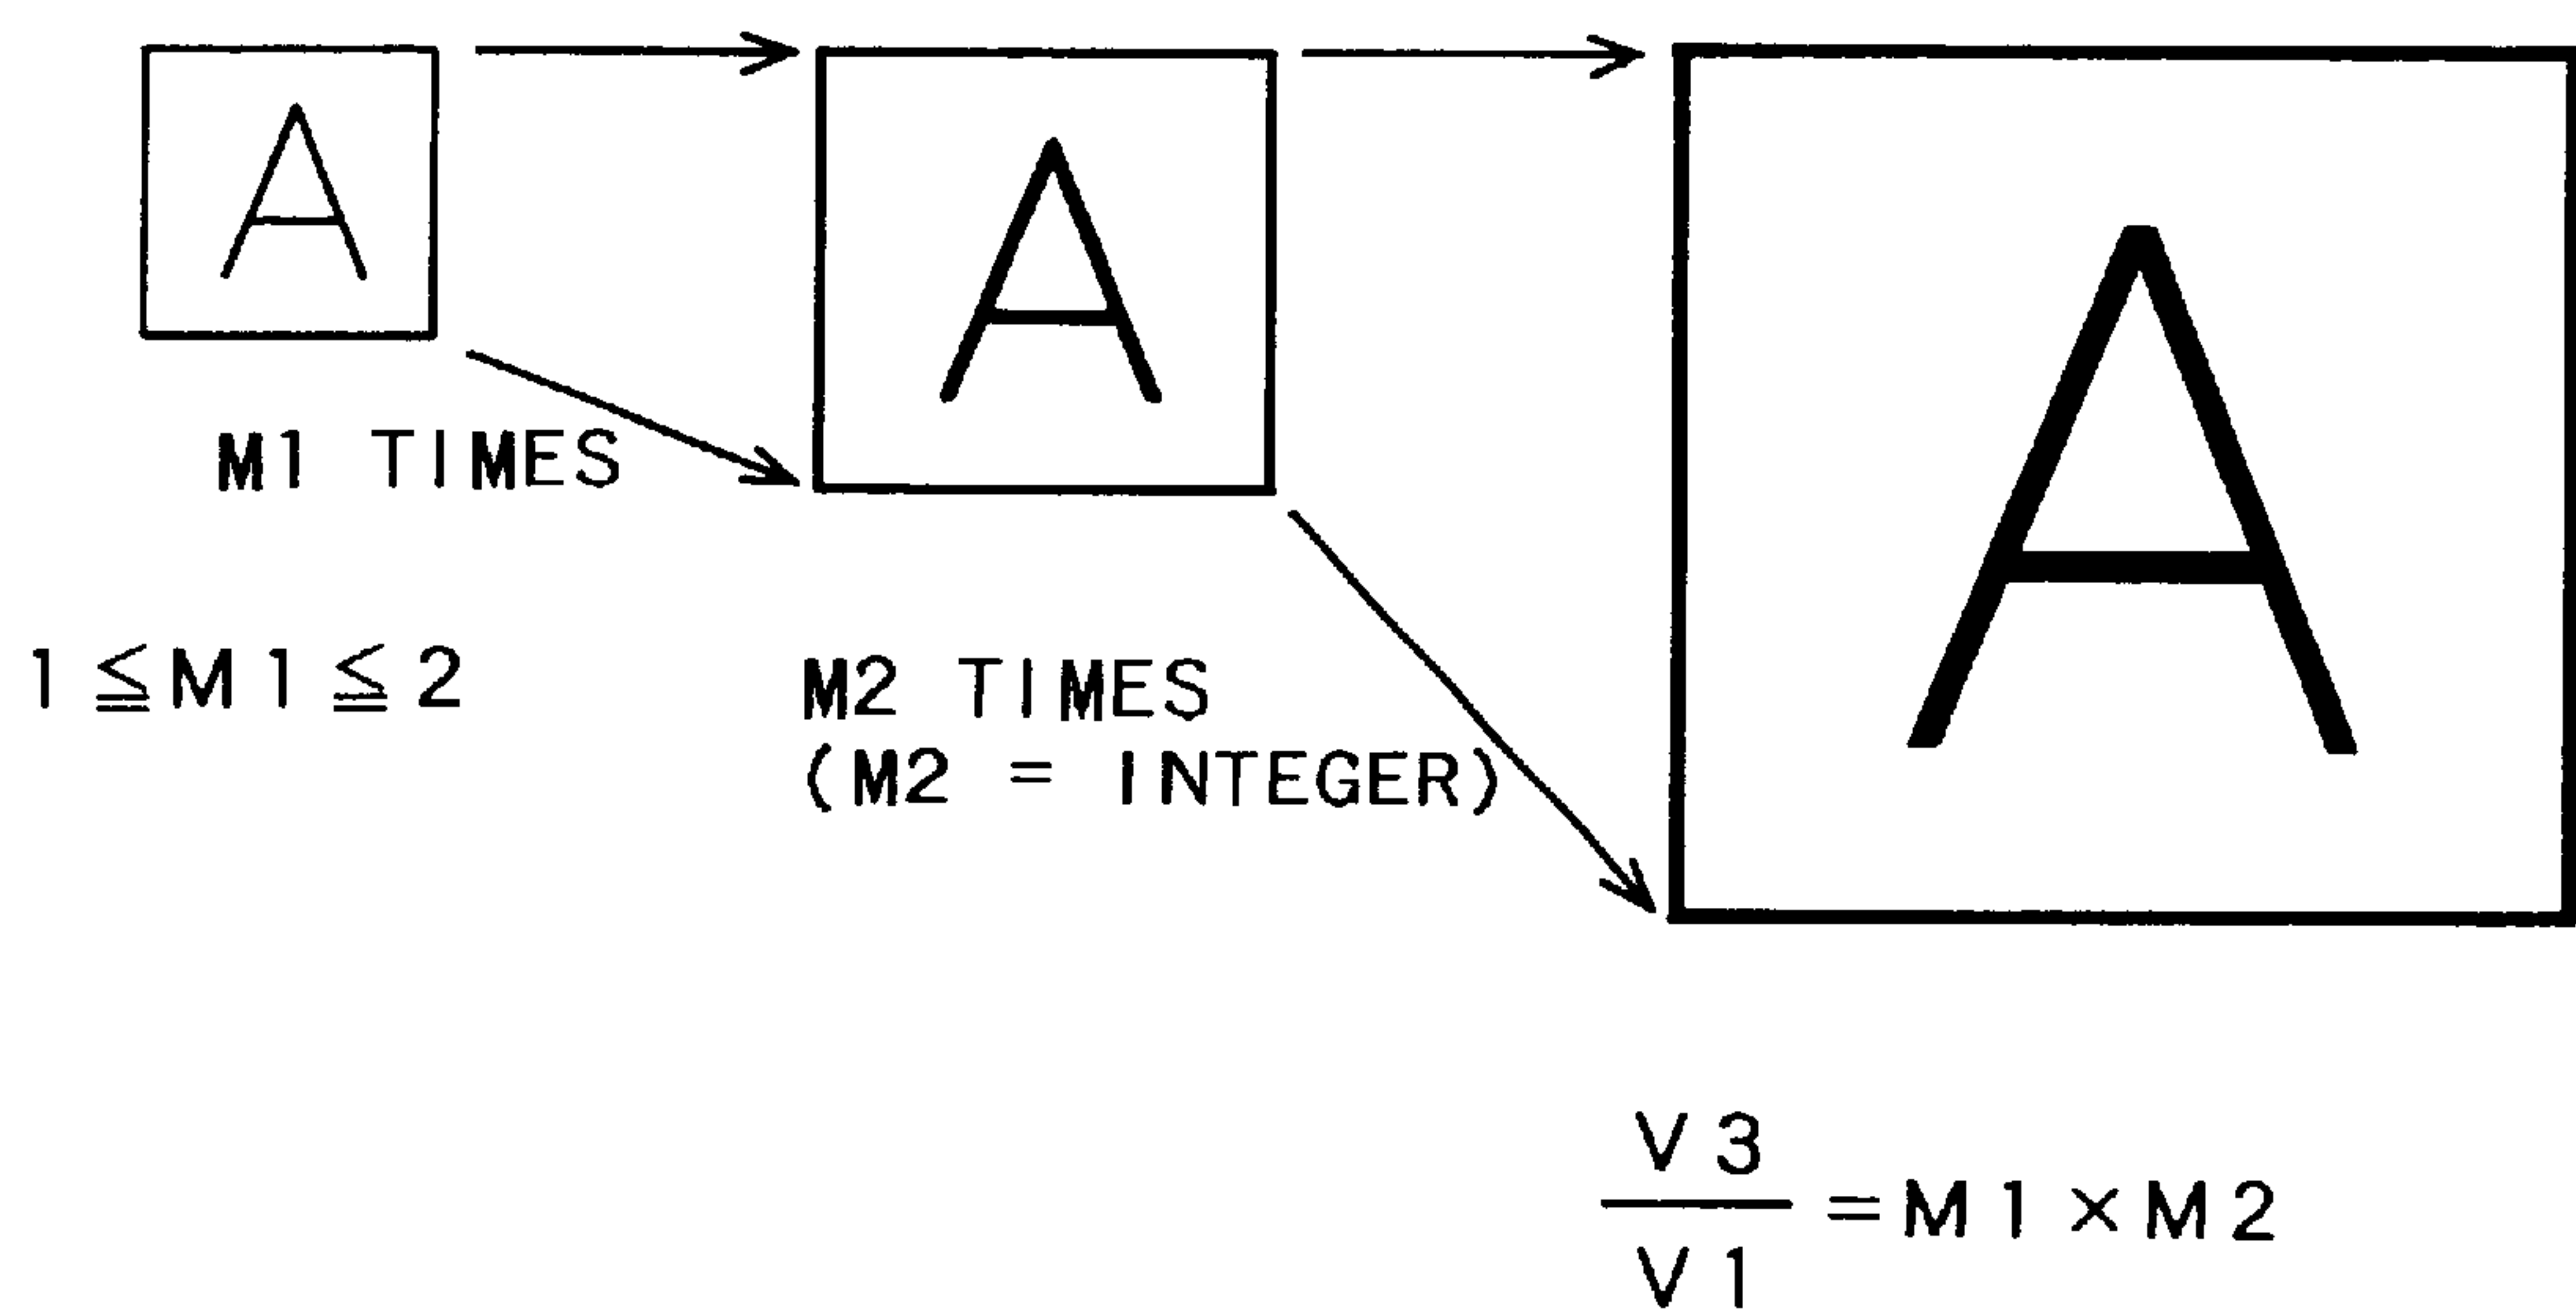 A
A
A
M1 TIMES
1≦M1≦2
M2 TIMES
(M2 = INTEGER)
V3
V1
=M1×M2